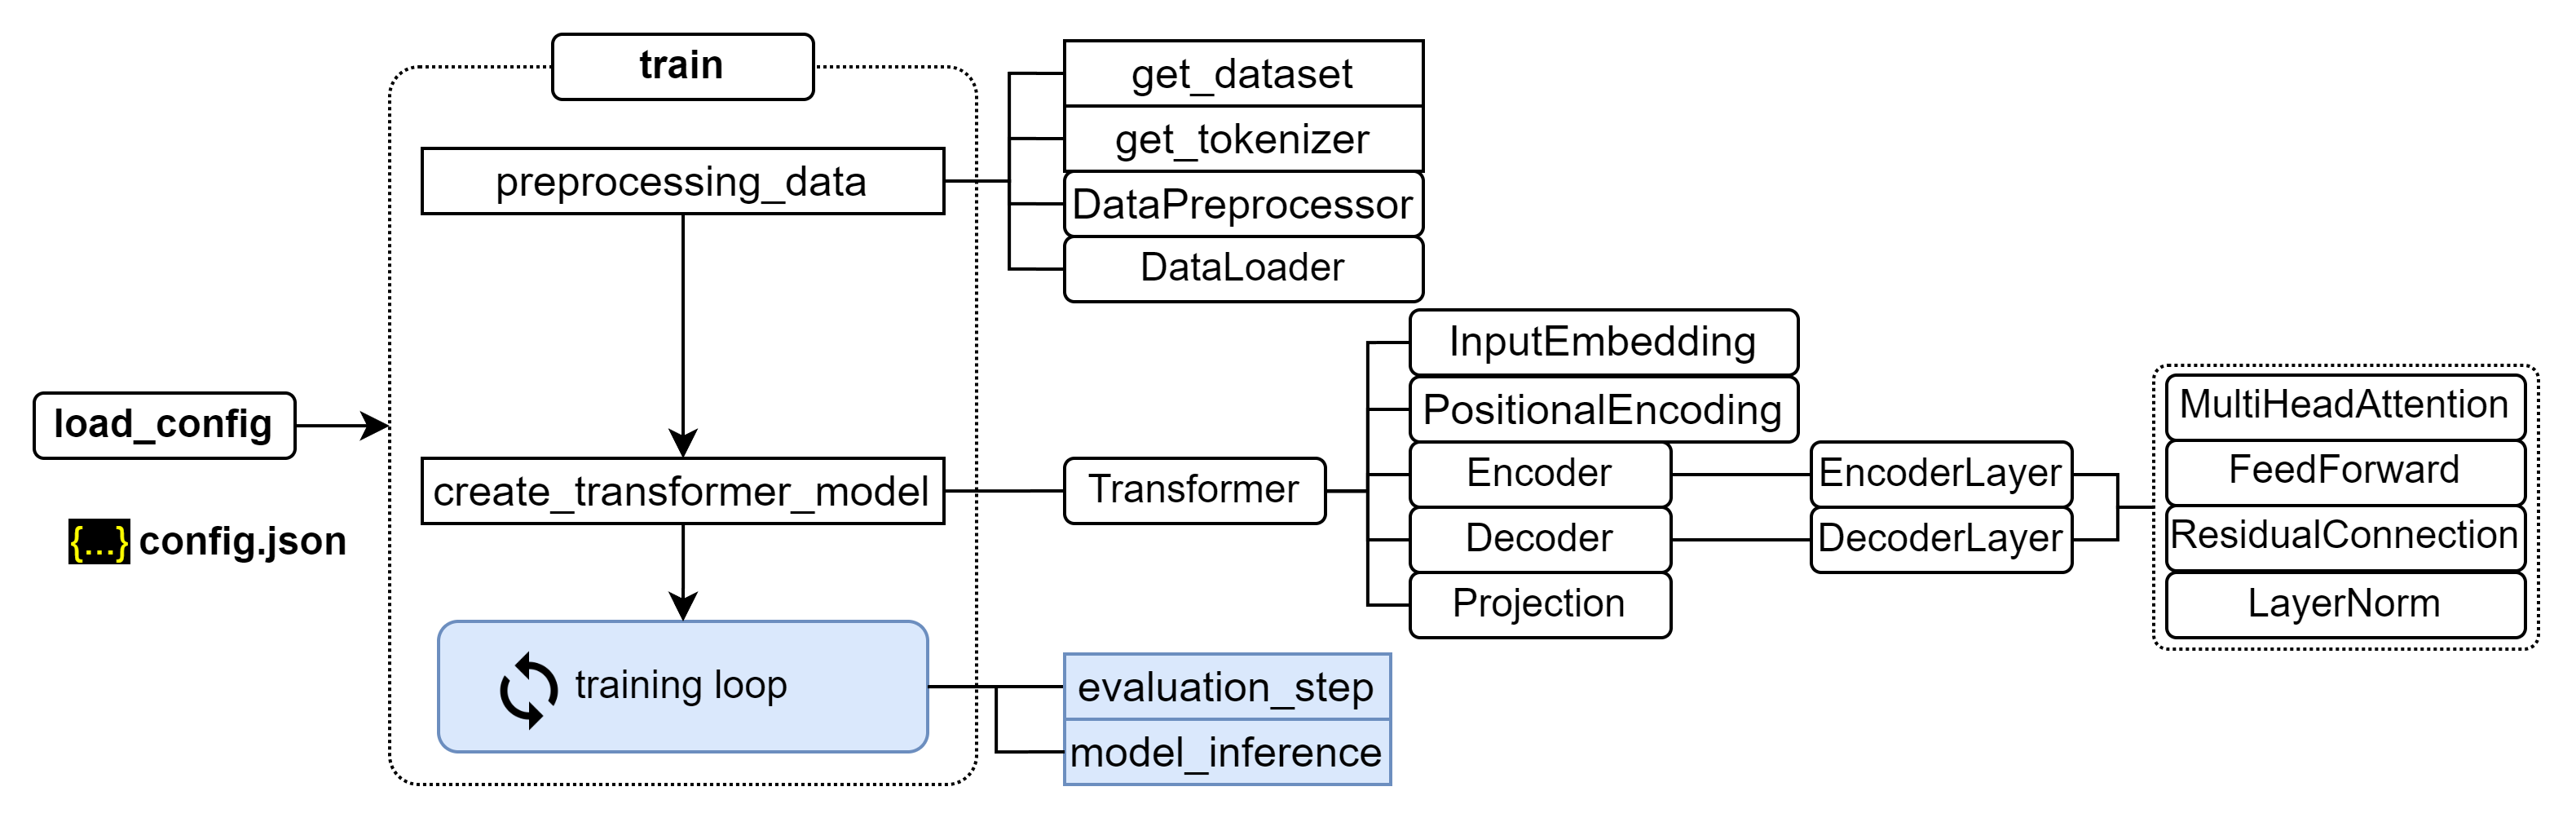 train
get_dataset
get_tokenizer
preprocessing_data
DataPreprocessor
DataLoader
InputEmbedding
PositionalEncoding
load_config
MultiHeadAttention
Encoder
EncoderLayer
FeedForward
create_transformer_model
Transformer
Decoder
DecoderLayer
ResidualConnection
{...} config.json
Projection
LayerNorm
training loop
evaluation_step
model_inference